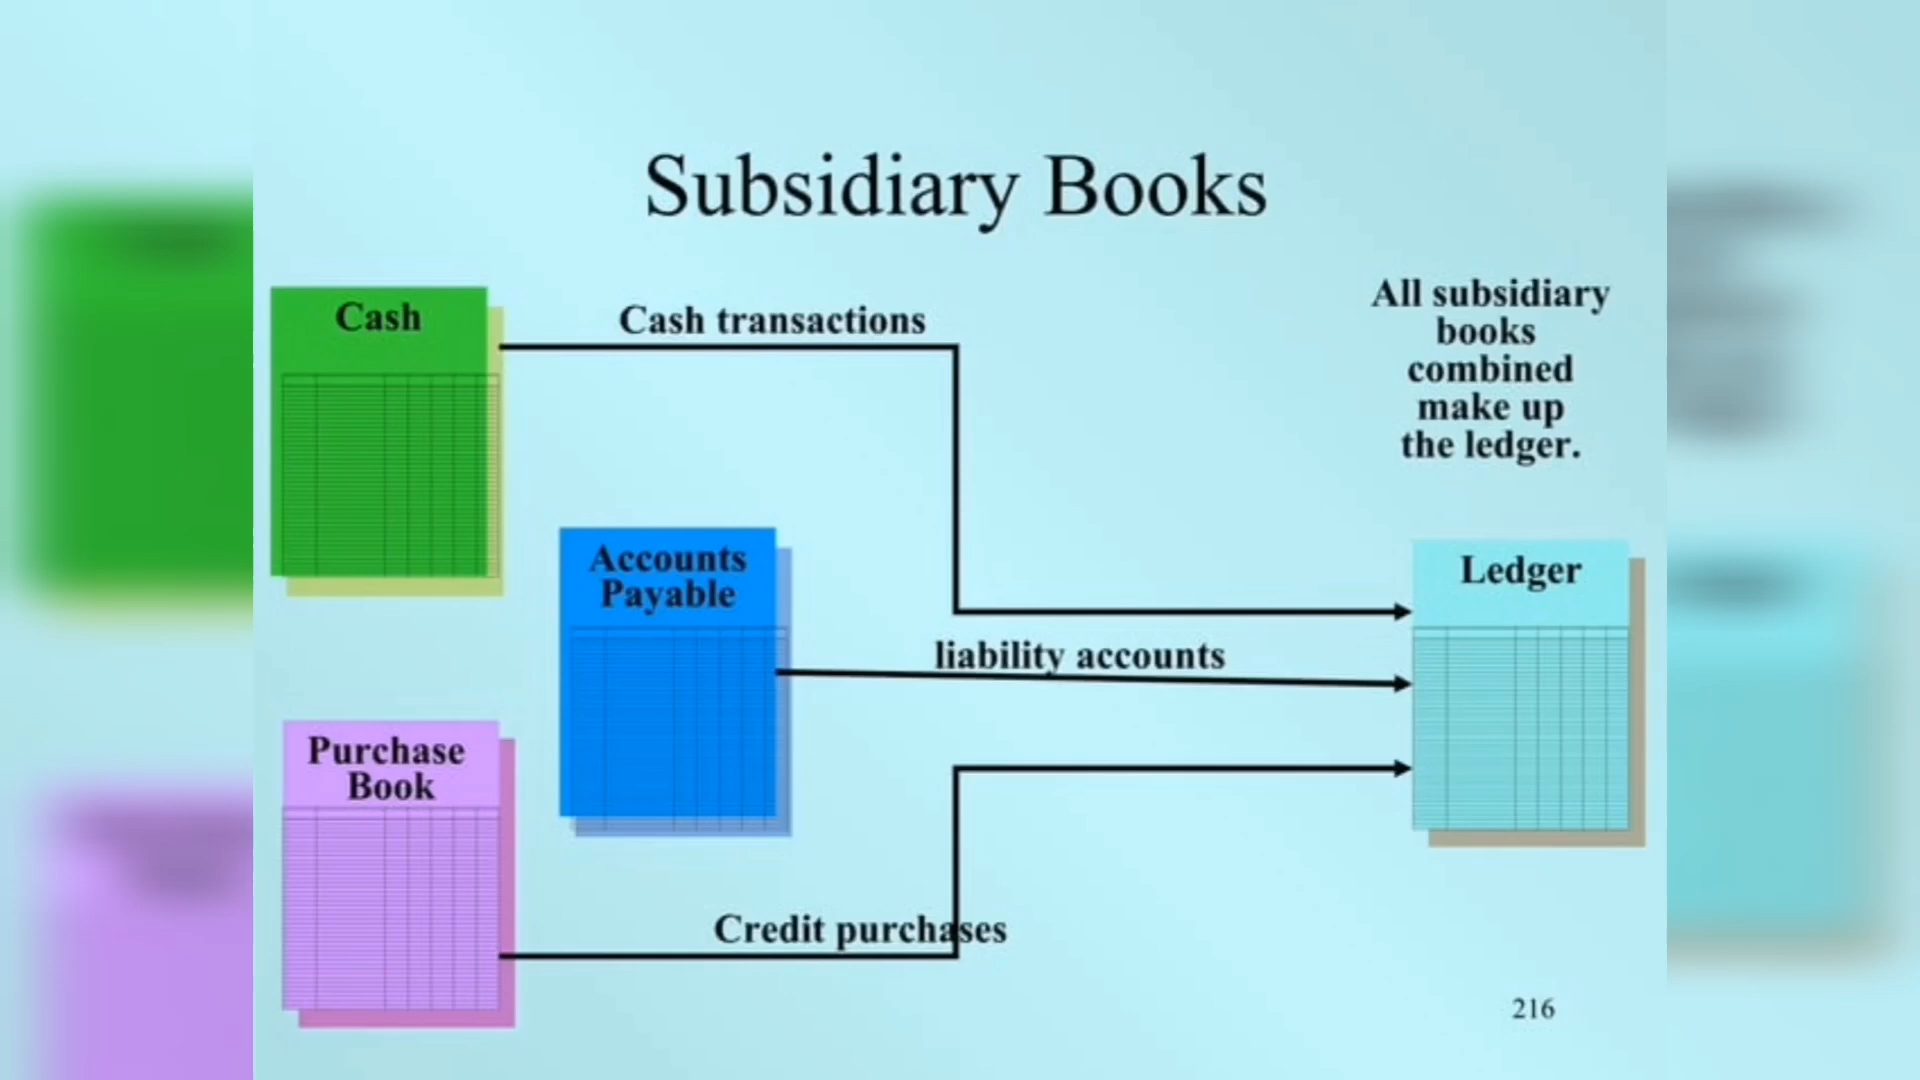 Subsidiary Books
Cash
Cash transactions
All subsidiary
books
combined
make up
the ledger.
Accounts
Payable
Ledger
liability accounts
Purchase
Book
Credit purchases
216